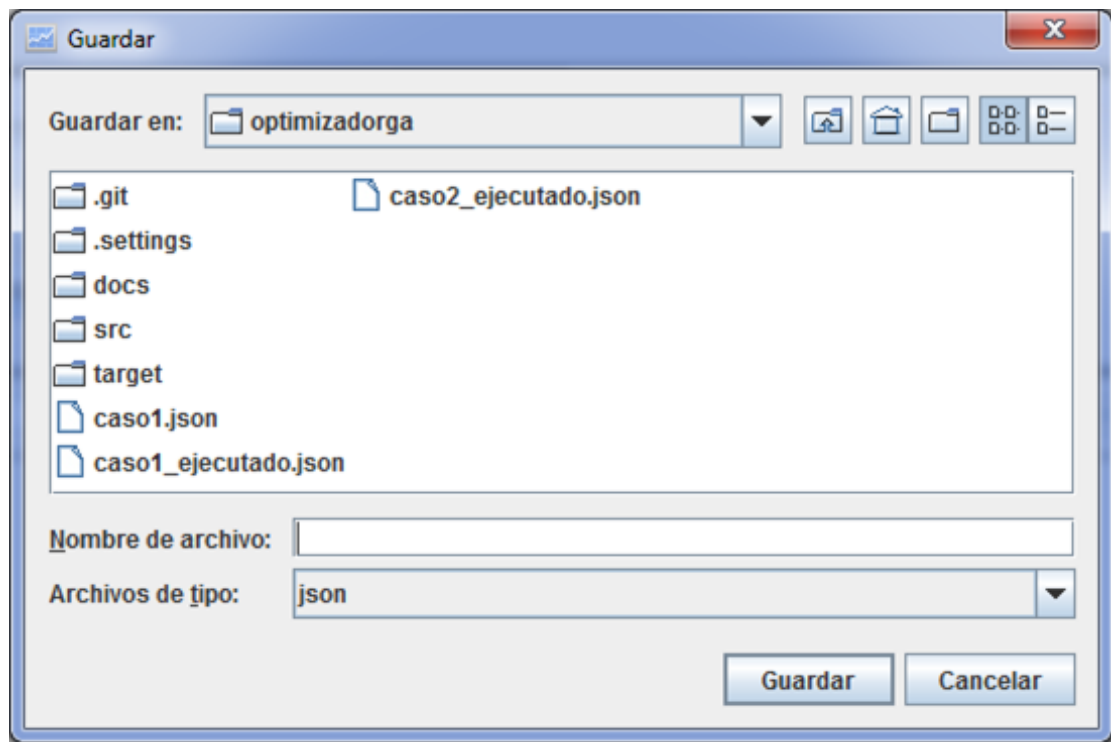 Guardar
Guardar en: optimizadorga
.git
.settings
docs
src
target
caso1.json
caso1_ejecutado.json
caso2_ejecutado.json
Nombre de archivo:
Archivos de tipo: json
Guardar Cancelar